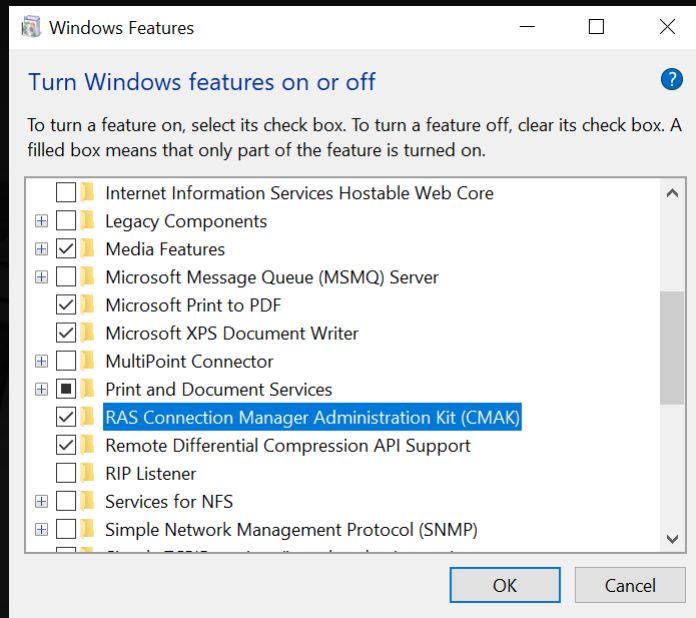 Windows Features
Turn Windows features on or off
?
To turn a feature on, select its check box. To turn a feature off, clear its check box. A
filled box means that only part of the feature is turned on.
Internet Information Services Hostable Web Core
Legacy Components
Media Features
Microsoft Message Queue (MSMQ) Server
Microsoft Print to PDF
Microsoft XPS Document Writer
MultiPoint Connector
Print and Document Services
RAS Connection Manager Administration Kit (CMAK)
Remote Differential Compression API Support
RIP Listener
Services for NFS
Simple Network Management Protocol (SNMP)
OK
Cancel